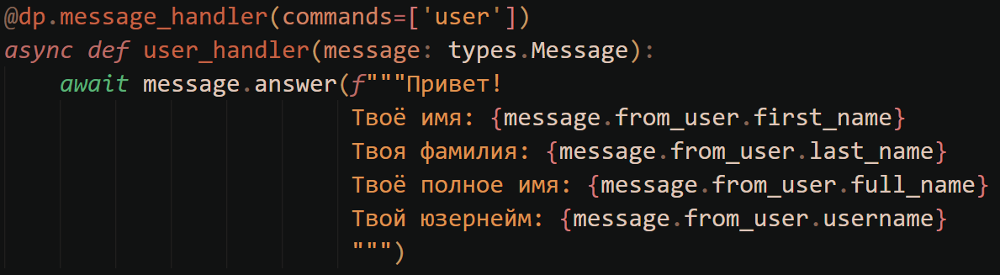 @dp.message_handler(commands=['user'])
async def user_handler(message: types.Message):
    await message.answer(f"""Привет!
                         Твоё имя: {message.from_user.first_name}
                         Твоя фамилия: {message.from_user.last_name}
                         Твоё полное имя: {message.from_user.full_name}
                         Твой юзернейм: {message.from_user.username}
                         """)